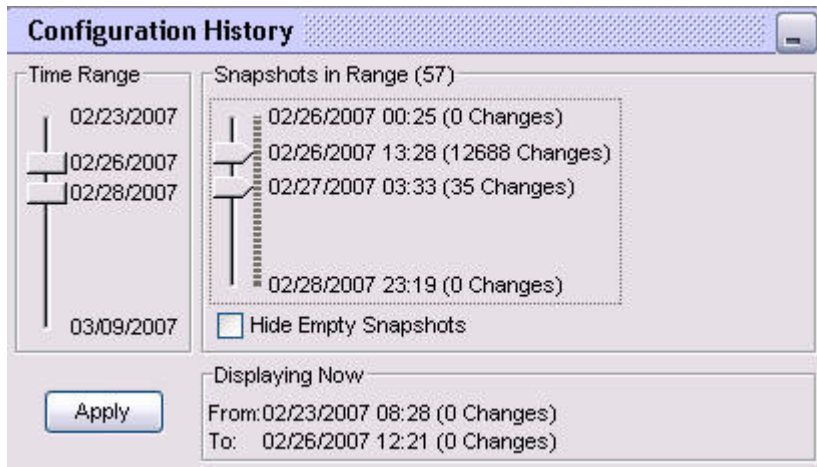 Configuration History
Time Range
02/23/2007
02/26/2007
02/28/2007
03/09/2007
Snapshots in Range (57)
02/26/2007 00:25 (0 Changes)
02/26/2007 13:28 (12688 Changes)
02/27/2007 03:33 (35 Changes)
02/28/2007 23:19 (0 Changes)
Hide Empty Snapshots
Apply
Displaying Now
From:02/23/2007 08:28 (0 Changes)
To: 02/26/2007 12:21 (0 Changes)